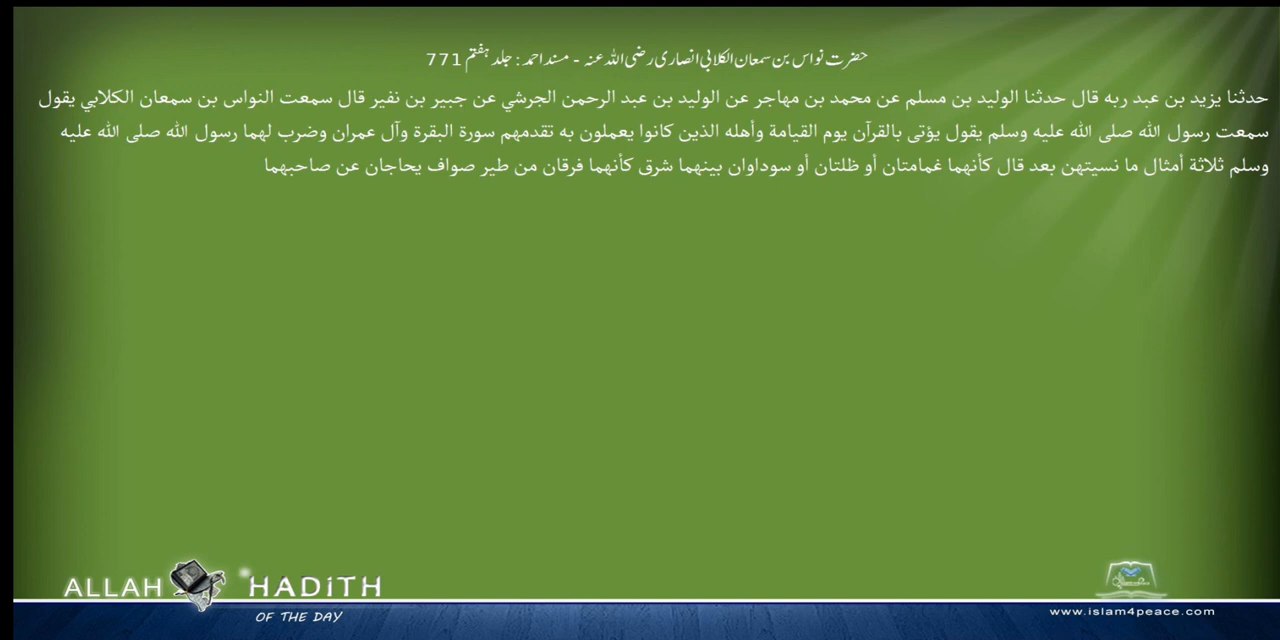 حضرت نواس بن سمعان الکلابی انصاری رضی اللہ عنہ - مسند احمد : جلد ہفتم 771
حدثنا يزيد بن عبد ربه قال حدثنا الوليد بن مسلم عن محمد بن مهاجر عن الوليد بن عبد الرحمن الجرشي عن جبير بن نفير قال سمعت النواس بن سمعان الكلابي يقول
سمعت رسول الله صلى الله عليه وسلم يقول يؤتى بالقرآن يوم القيامة وأهله الذين كانوا يعملون به تقدمهم سورة البقرة وآل عمران وضرب لهما رسول الله صلى الله عليه
وسلم ثلاثة أمثال ما نسيتهن بعد قال كأنهما غمامتان أو ظلتان أو سوداوان بينهما شرق كأنهما فرقان من طير صواف يحاجان عن صاحبهما
ALLAH HADITH
OF THE DAY
www.islam4peace.com